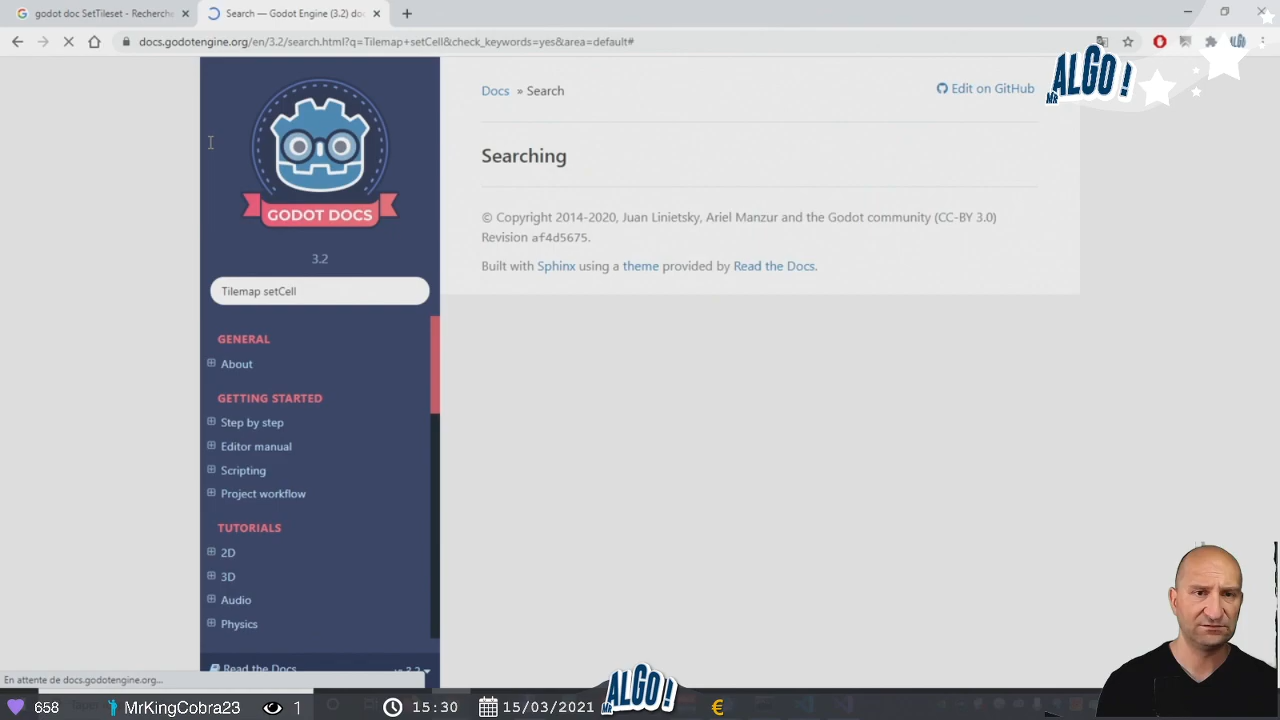 godot doc SetTileset - Recherche
Search — Godot Engine (3.2) do
docs.godotengine.org/en/3.2/search.html?q=Tilemap+setCell&check_keywords=yes&area=default#
MR ALGO !
GODOT DOCS
3.2
Tilemap setCell
GENERAL
About
GETTING STARTED
Step by step
Editor manual
Scripting
Project workflow
TUTORIALS
2D
3D
Audio
Physics
Read the Docs
v: 3.2
Docs » Search
Edit on GitHub
Searching
© Copyright 2014-2020, Juan Linietsky, Ariel Manzur and the Godot community (CC-BY 3.0)
Revision af4d5675.
Built with Sphinx using a theme provided by Read the Docs.
En attente de docs.godotengine.org...
658 MrKingCobra23 1 15:30 15/03/2021 MR ALGO ! €